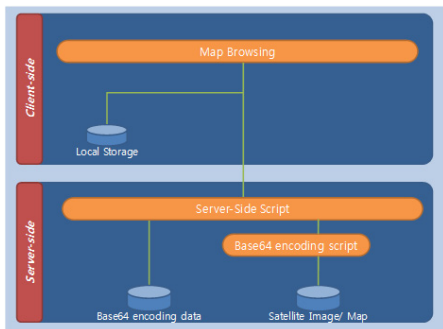 Client-side
Map Browsing
Local Storage
Server-side
Server-Side Script
Base64 encoding script
Base64 encoding data
Satellite Image/ Map